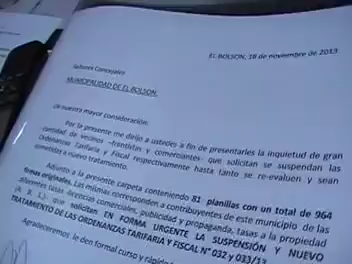 EL BOLSON, 18 de noviembre de 2013
Señores Concejales
MUNICIPALIDAD DE EL BOLSON.
De nuestra mayor consideración:
Por la presente me dirijo a ustedes a fin de presentarles la inquietud de gran
cantidad de vecinos -frentistas y comerciantes- que solicitan se suspendan las
Ordenanzas Tarifaria y Fiscal respectivamente hasta tanto se re-evaluen y sean
sometidas a nuevo tratamiento.
Adjunto a la presente carpeta conteniendo 81 planillas con un total de 964
firmas originales. Las mismas corresponden a contribuyentes de este municipio de las
diferentes tasas: licencias comerciales, publicidad y propaganda, tasas a la propiedad
(A, B, C,): que solicitan EN FORMA URGENTE LA SUSPENSIÓN Y NUEVO
TRATAMIENTO DE LAS ORDENANZAS TARIFARIA Y FISCAL N° 032 y 033/13.
Agradeceremos le den formal curso y rápido